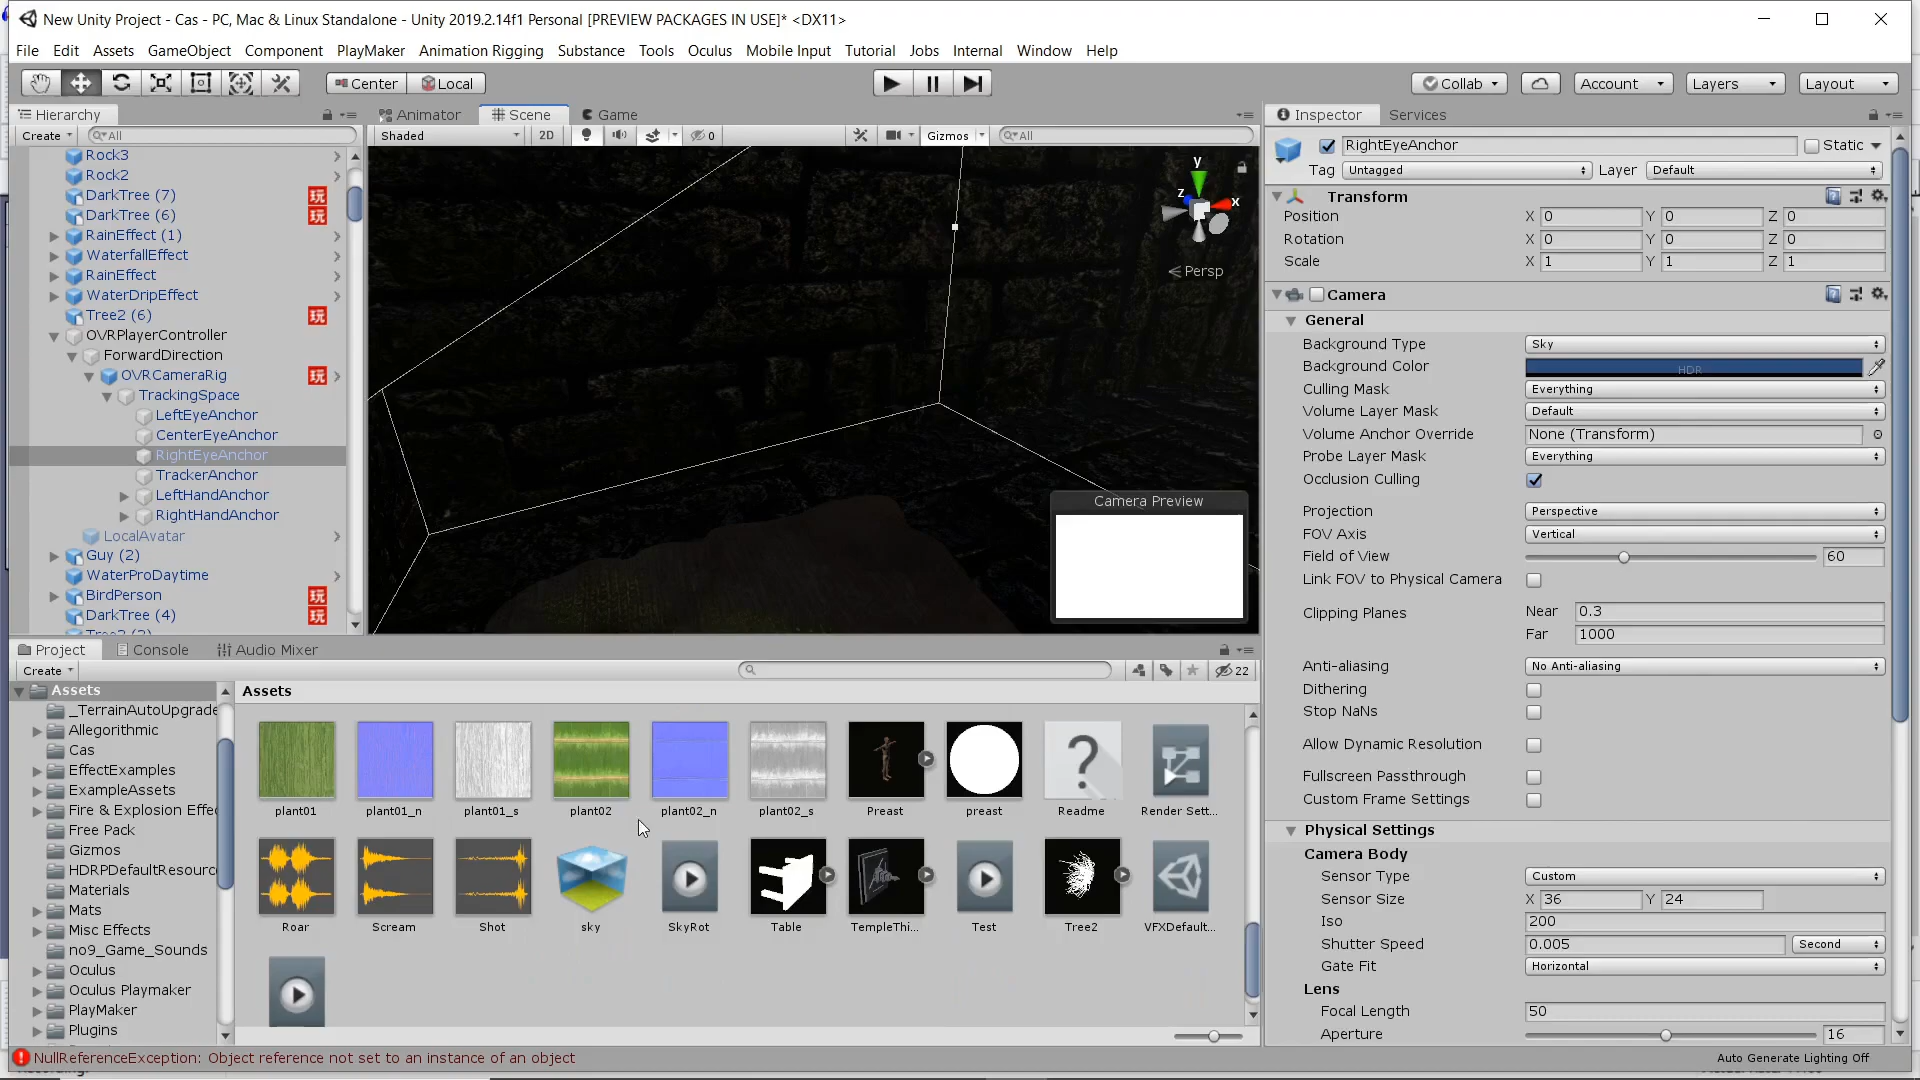 New Unity Project - Cas - PC, Mac & Linux Standalone - Unity 2019.2.14f1 Personal [PREVIEW PACKAGES IN USE]* <DX11>
File Edit Assets GameObject Component PlayMaker Animation Rigging Substance Tools Oculus Mobile Input Tutorial Jobs Internal Window Help
Center Local Collab Account Layers Layout
Hierarchy
Create All
Rock3
Rock2
DarkTree (7) 玩
DarkTree (6) 玩
RainEffect (1)
WaterfallEffect
RainEffect
WaterDripEffect
Tree2 (6) 玩
OVRPlayerController
ForwardDirection
OVRCameraRig 玩
TrackingSpace
LeftEyeAnchor
CenterEyeAnchor
RightEyeAnchor
TrackerAnchor
LeftHandAnchor
RightHandAnchor
LocalAvatar
Guy (2)
WaterProDaytime
BirdPerson 玩
DarkTree (4) 玩
Animator Scene Game
Shaded 2D 0 Gizmos All
y
z
x
Persp
Camera Preview
Inspector Services
RightEyeAnchor Static
Tag Untagged Layer Default
Transform
Position X 0 Y 0 Z 0
Rotation X 0 Y 0 Z 0
Scale X 1 Y 1 Z 1
Camera
General
Background Type Sky
Background Color HDR
Culling Mask Everything
Volume Layer Mask Default
Volume Anchor Override None (Transform)
Probe Layer Mask Everything
Occlusion Culling
Projection Perspective
FOV Axis Vertical
Field of View 60
Link FOV to Physical Camera
Clipping Planes Near 0.3
Far 1000
Anti-aliasing No Anti-aliasing
Dithering
Stop NaNs
Allow Dynamic Resolution
Fullscreen Passthrough
Custom Frame Settings
Physical Settings
Camera Body
Sensor Type Custom
Sensor Size X 36 Y 24
Iso 200
Shutter Speed 0.005 Second
Gate Fit Horizontal
Lens
Focal Length 50
Aperture 16
Project Console Audio Mixer
Create 22
Assets
_TerrainAutoUpgrade
Allegorithmic
Cas
EffectExamples
ExampleAssets
Fire & Explosion Effec
Free Pack
Gizmos
HDRPDefaultResourc
Materials
Mats
Misc Effects
no9_Game_Sounds
Oculus
Oculus Playmaker
PlayMaker
Plugins
Assets
plant01 plant01_n plant01_s plant02 plant02_n plant02_s Preast preast Readme Render Sett...
Roar Scream Shot sky SkyRot Table TempleThi... Test Tree2 VFXDefault...
NullReferenceException: Object reference not set to an instance of an object
Auto Generate Lighting Off